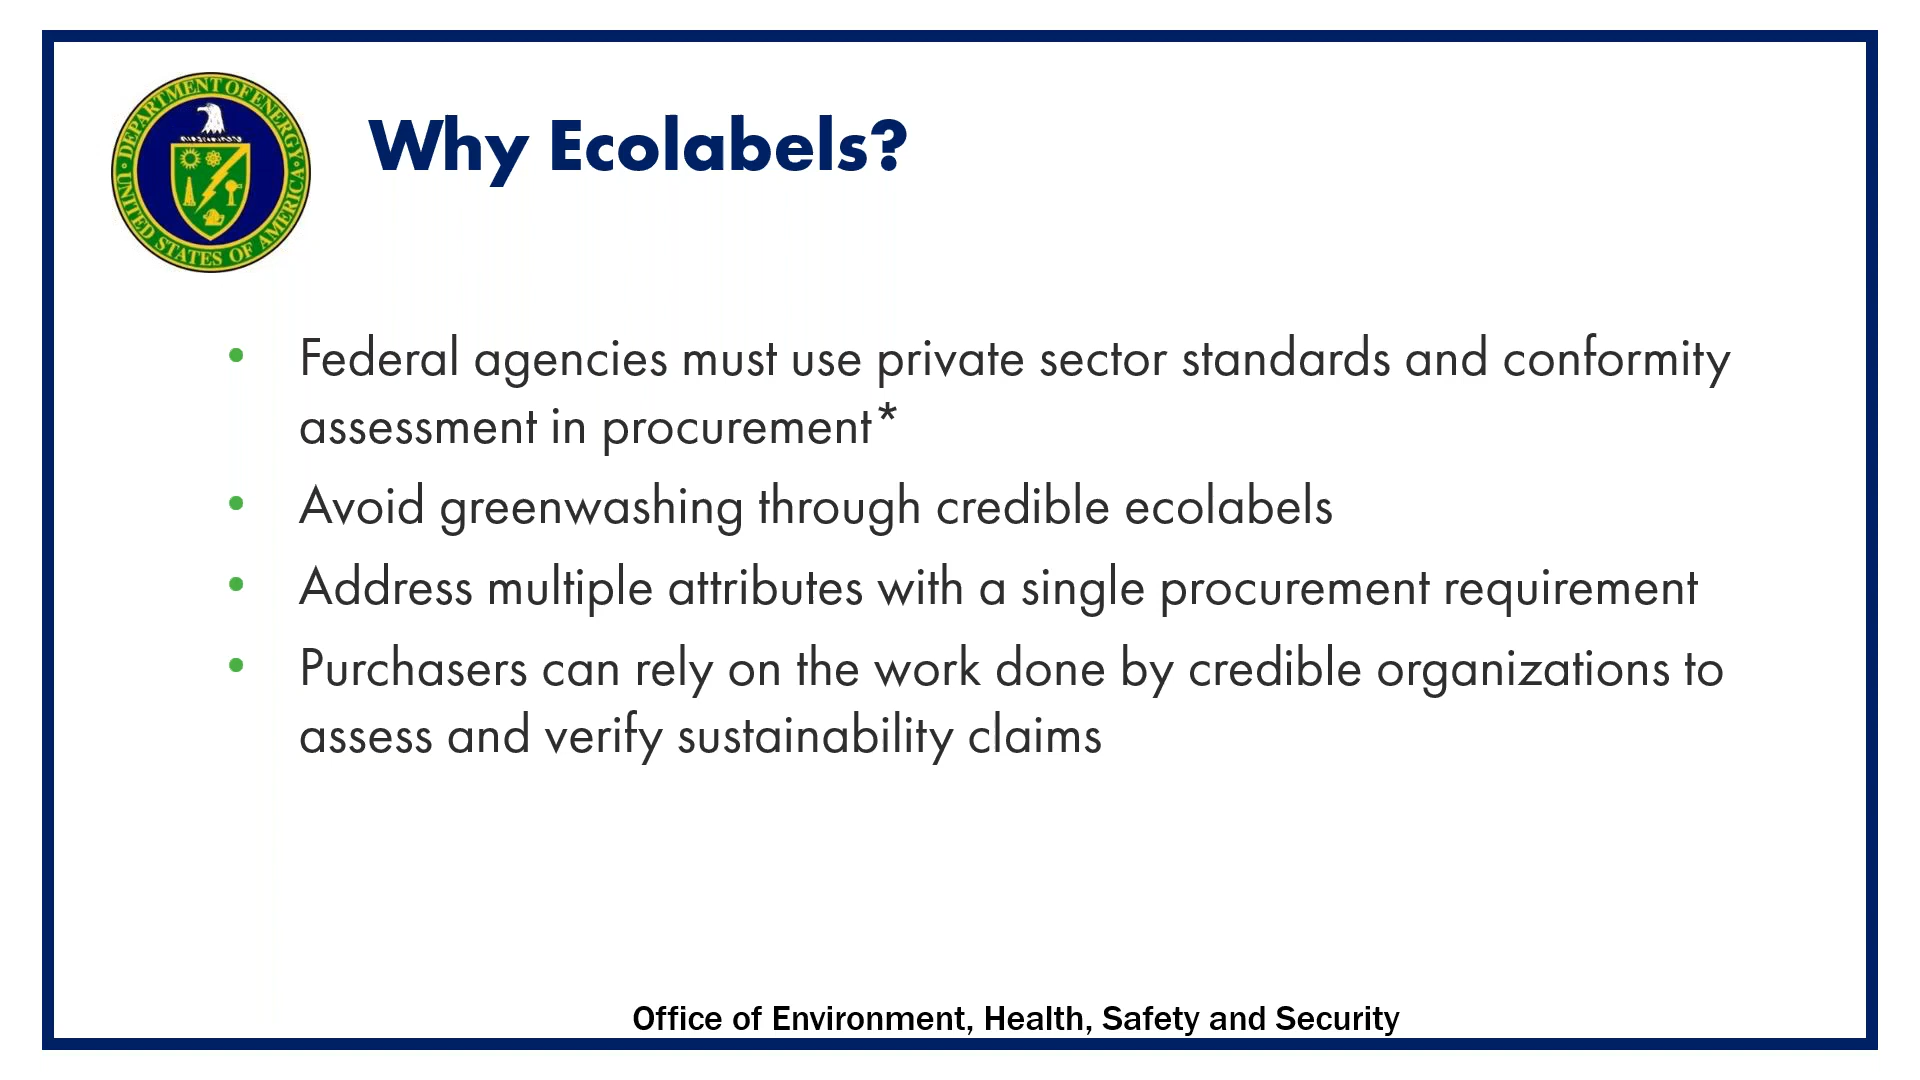 DEPARTMENT OF ENERGY
UNITED STATES OF AMERICA
Why Ecolabels?
• Federal agencies must use private sector standards and conformity
assessment in procurement*
• Avoid greenwashing through credible ecolabels
• Address multiple attributes with a single procurement requirement
• Purchasers can rely on the work done by credible organizations to
assess and verify sustainability claims
Office of Environment, Health, Safety and Security